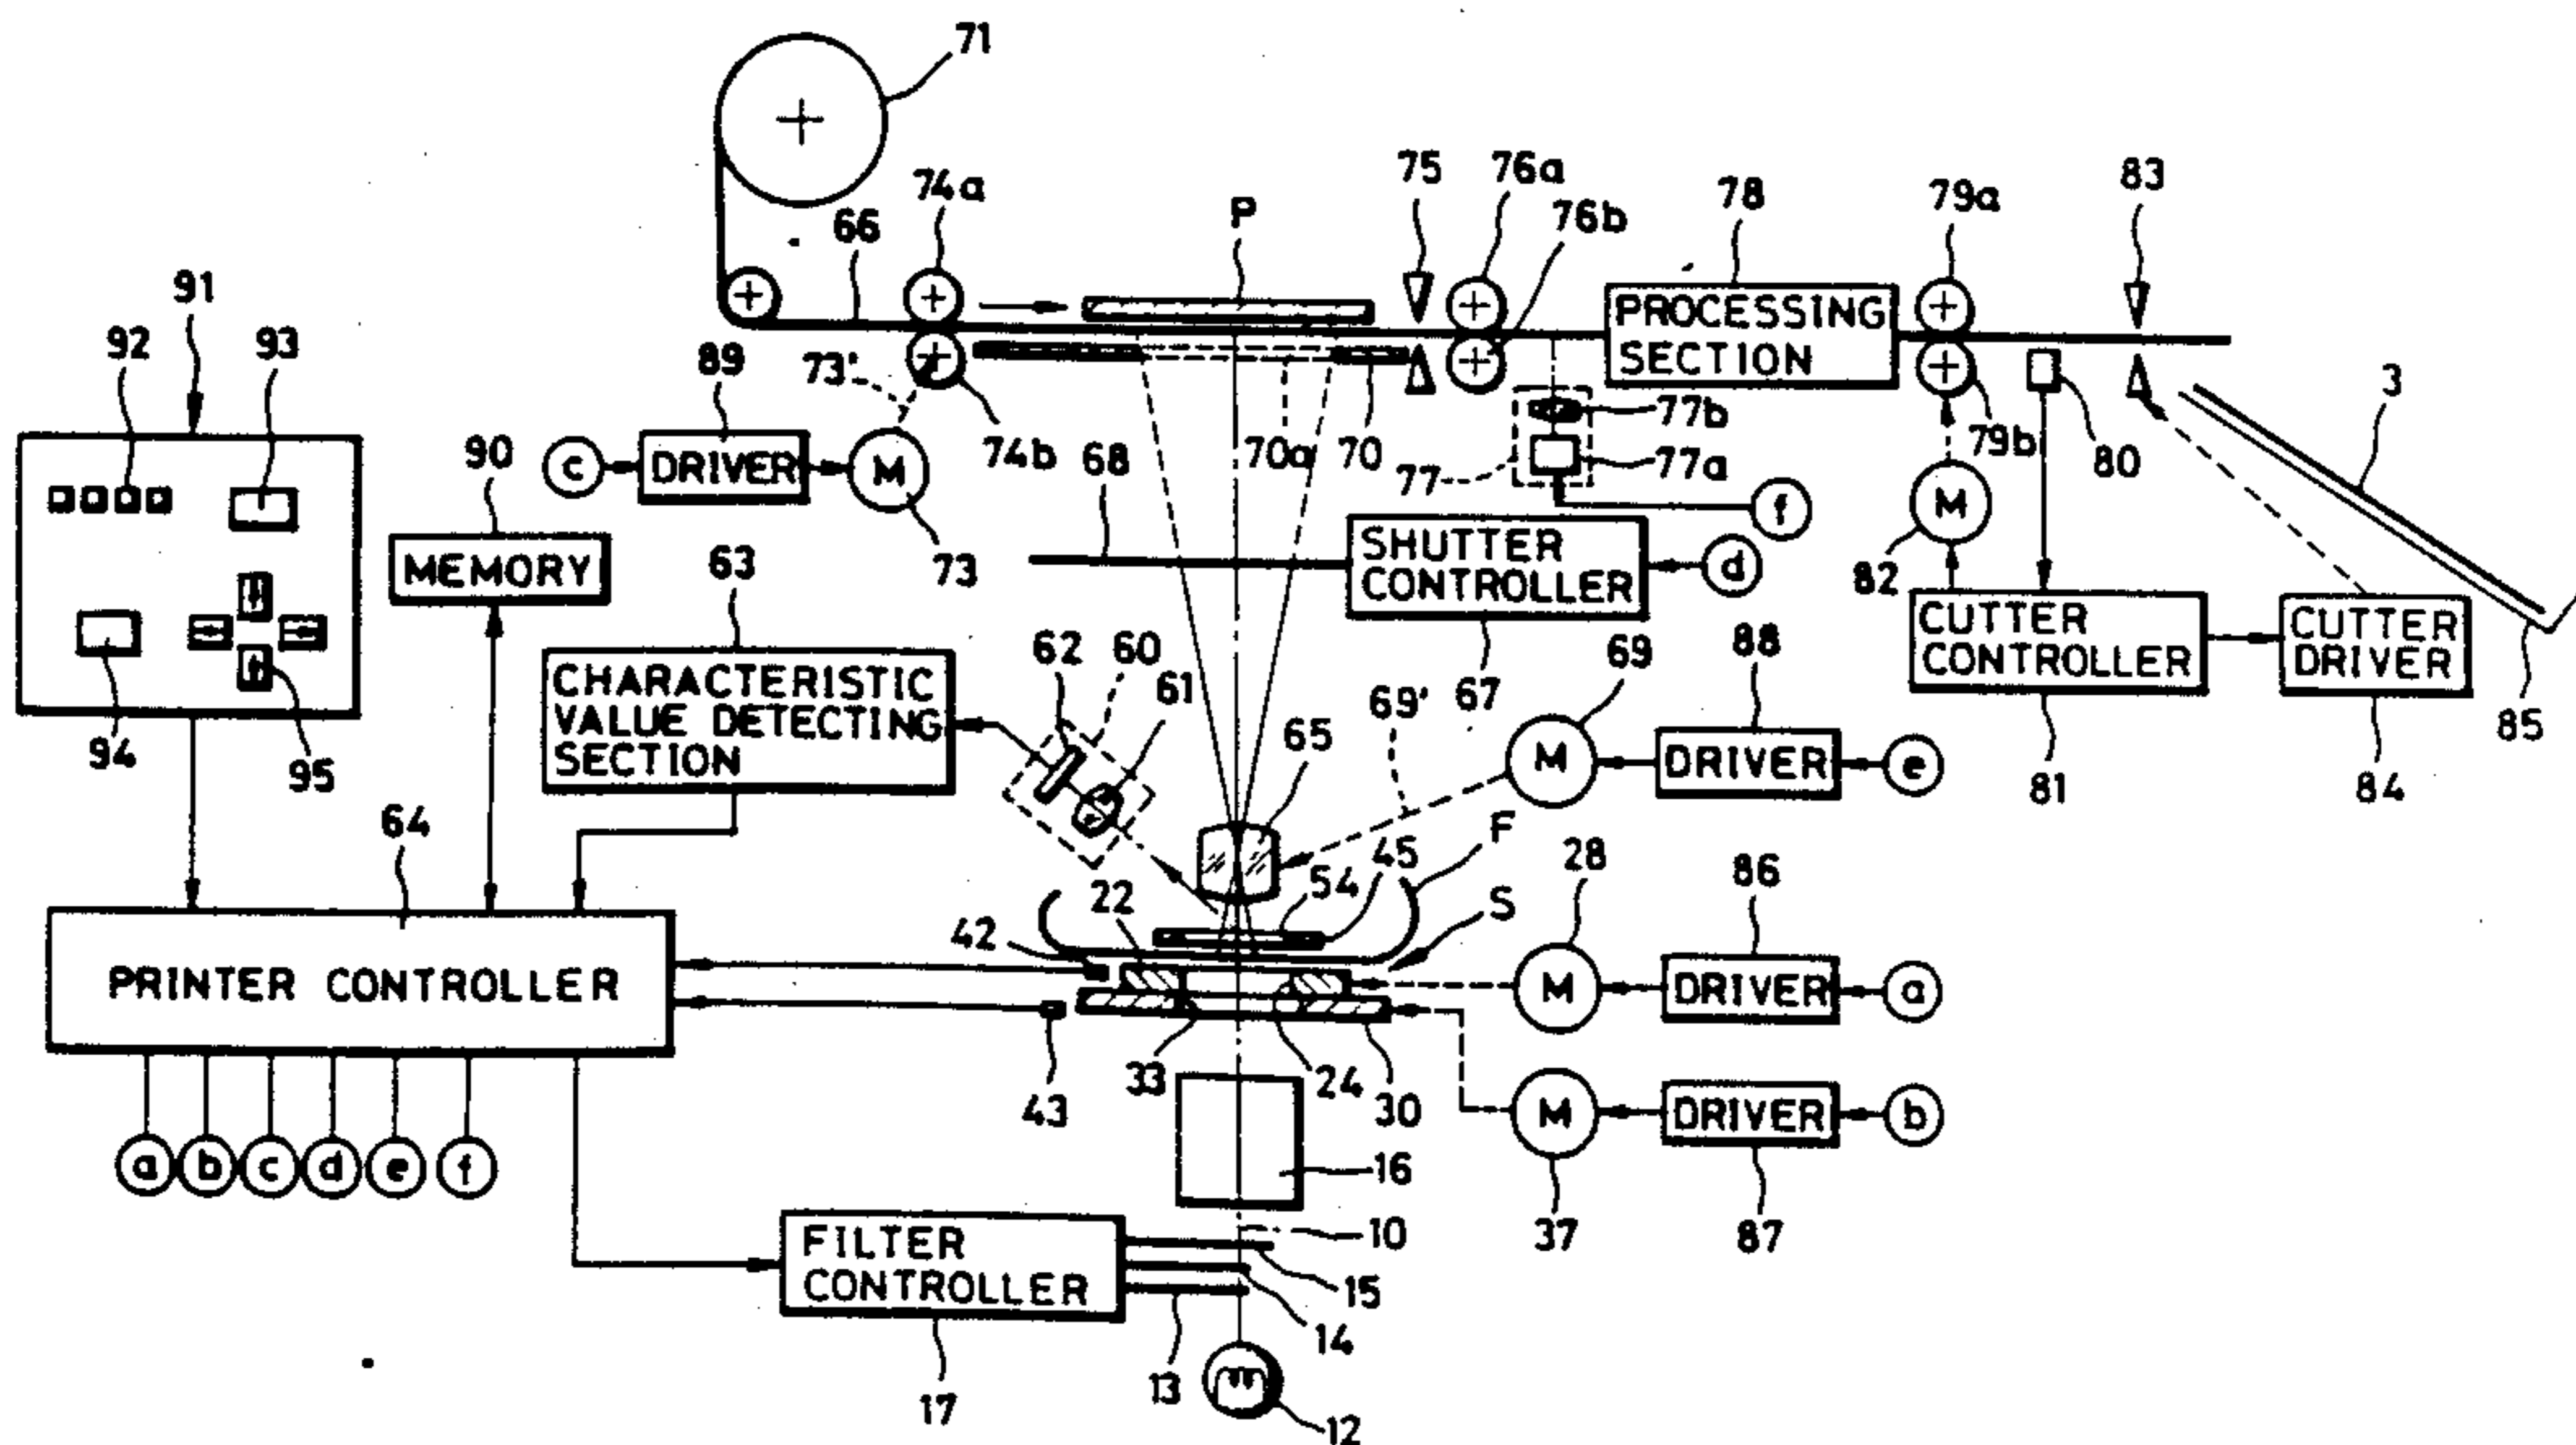 71
74a
75
76a
83
66
P
76b
78
79a
91
PROCESSING
SECTION
92
93
89
73'
3
77b
79b
90
c
DRIVER
M
74b
68
70a
70
77
77a
80
M
f
MEMORY
63
73
SHUTTER
CONTROLLER
d
82
CUTTER
CONTROLLER
CUTTER
DRIVER
62
60
61
69
88
67
85
CHARACTERISTIC
VALUE DETECTING
SECTION
69'
94
95
65
M
DRIVER
e
81
84
64
F
45
54
28
86
22
S
42
PRINTER CONTROLLER
M
DRIVER
a
33
24
30
43
M
DRIVER
b
a
b
c
d
e
f
16
37
87
10
FILTER
CONTROLLER
15
14
13
17
12